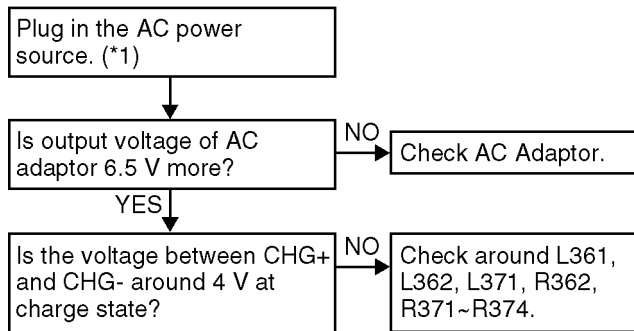 Plug in the AC power
source. (*1)
Is output voltage of AC
adaptor 6.5 V more?
NO
Check AC Adaptor.
YES
Is the voltage between CHG+
and CHG- around 4 V at
charge state?
NO
Check around L361,
L362, L371, R362,
R371~R374.